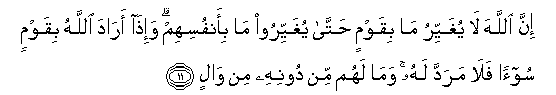 إِنَّ ٱللَّهَ لَا يُغَيِّرُ مَا بِقَوْمٍ حَتَّىٰ يُغَيِّرُوا۟ مَا بِأَنفُسِهِمْ ۗ وَإِذَآ أَرَادَ ٱللَّهُ بِقَوْمٍ
سُوٓءًا فَلَا مَرَدَّ لَهُۥ ۚ وَمَا لَهُم مِّن دُونِهِۦ مِن وَالٍ ١١